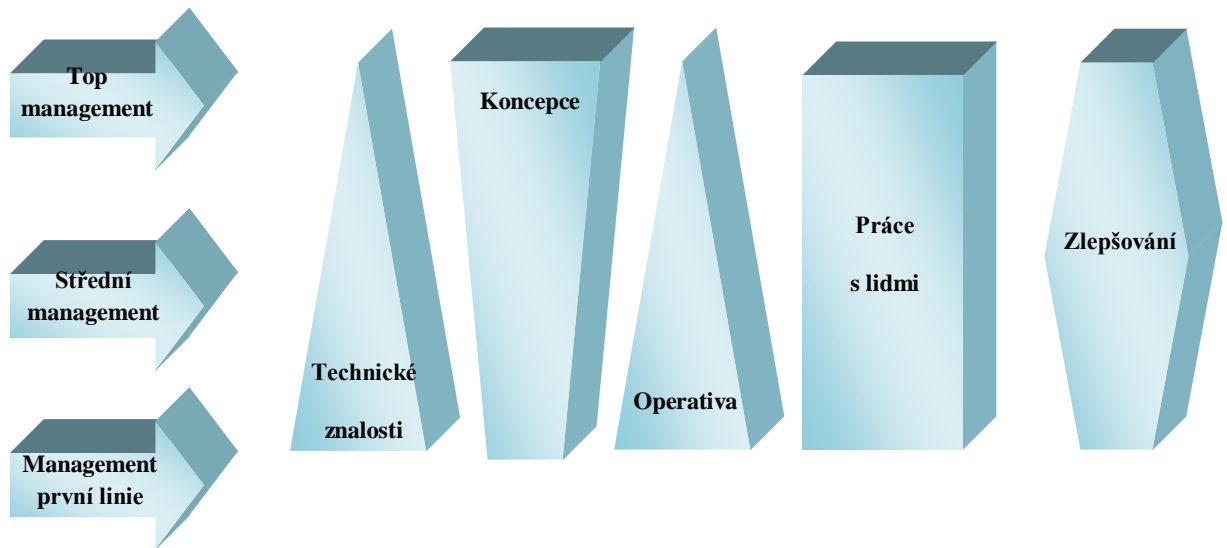 Top
management
Koncepce
Práce
s lidmi
Zlepšování
Střední
management
Technické
znalosti
Operativa
Management
první linie